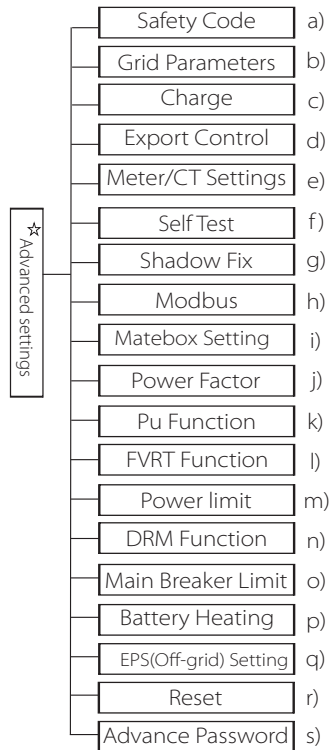 ☆Advanced settings
Safety Code a)
Grid Parameters b)
Charge c)
Export Control d)
Meter/CT Settings e)
Self Test f)
Shadow Fix g)
Modbus h)
Matebox Setting i)
Power Factor j)
Pu Function k)
FVRT Function l)
Power limit m)
DRM Function n)
Main Breaker Limit o)
Battery Heating p)
EPS(Off-grid) Setting q)
Reset r)
Advance Password s)